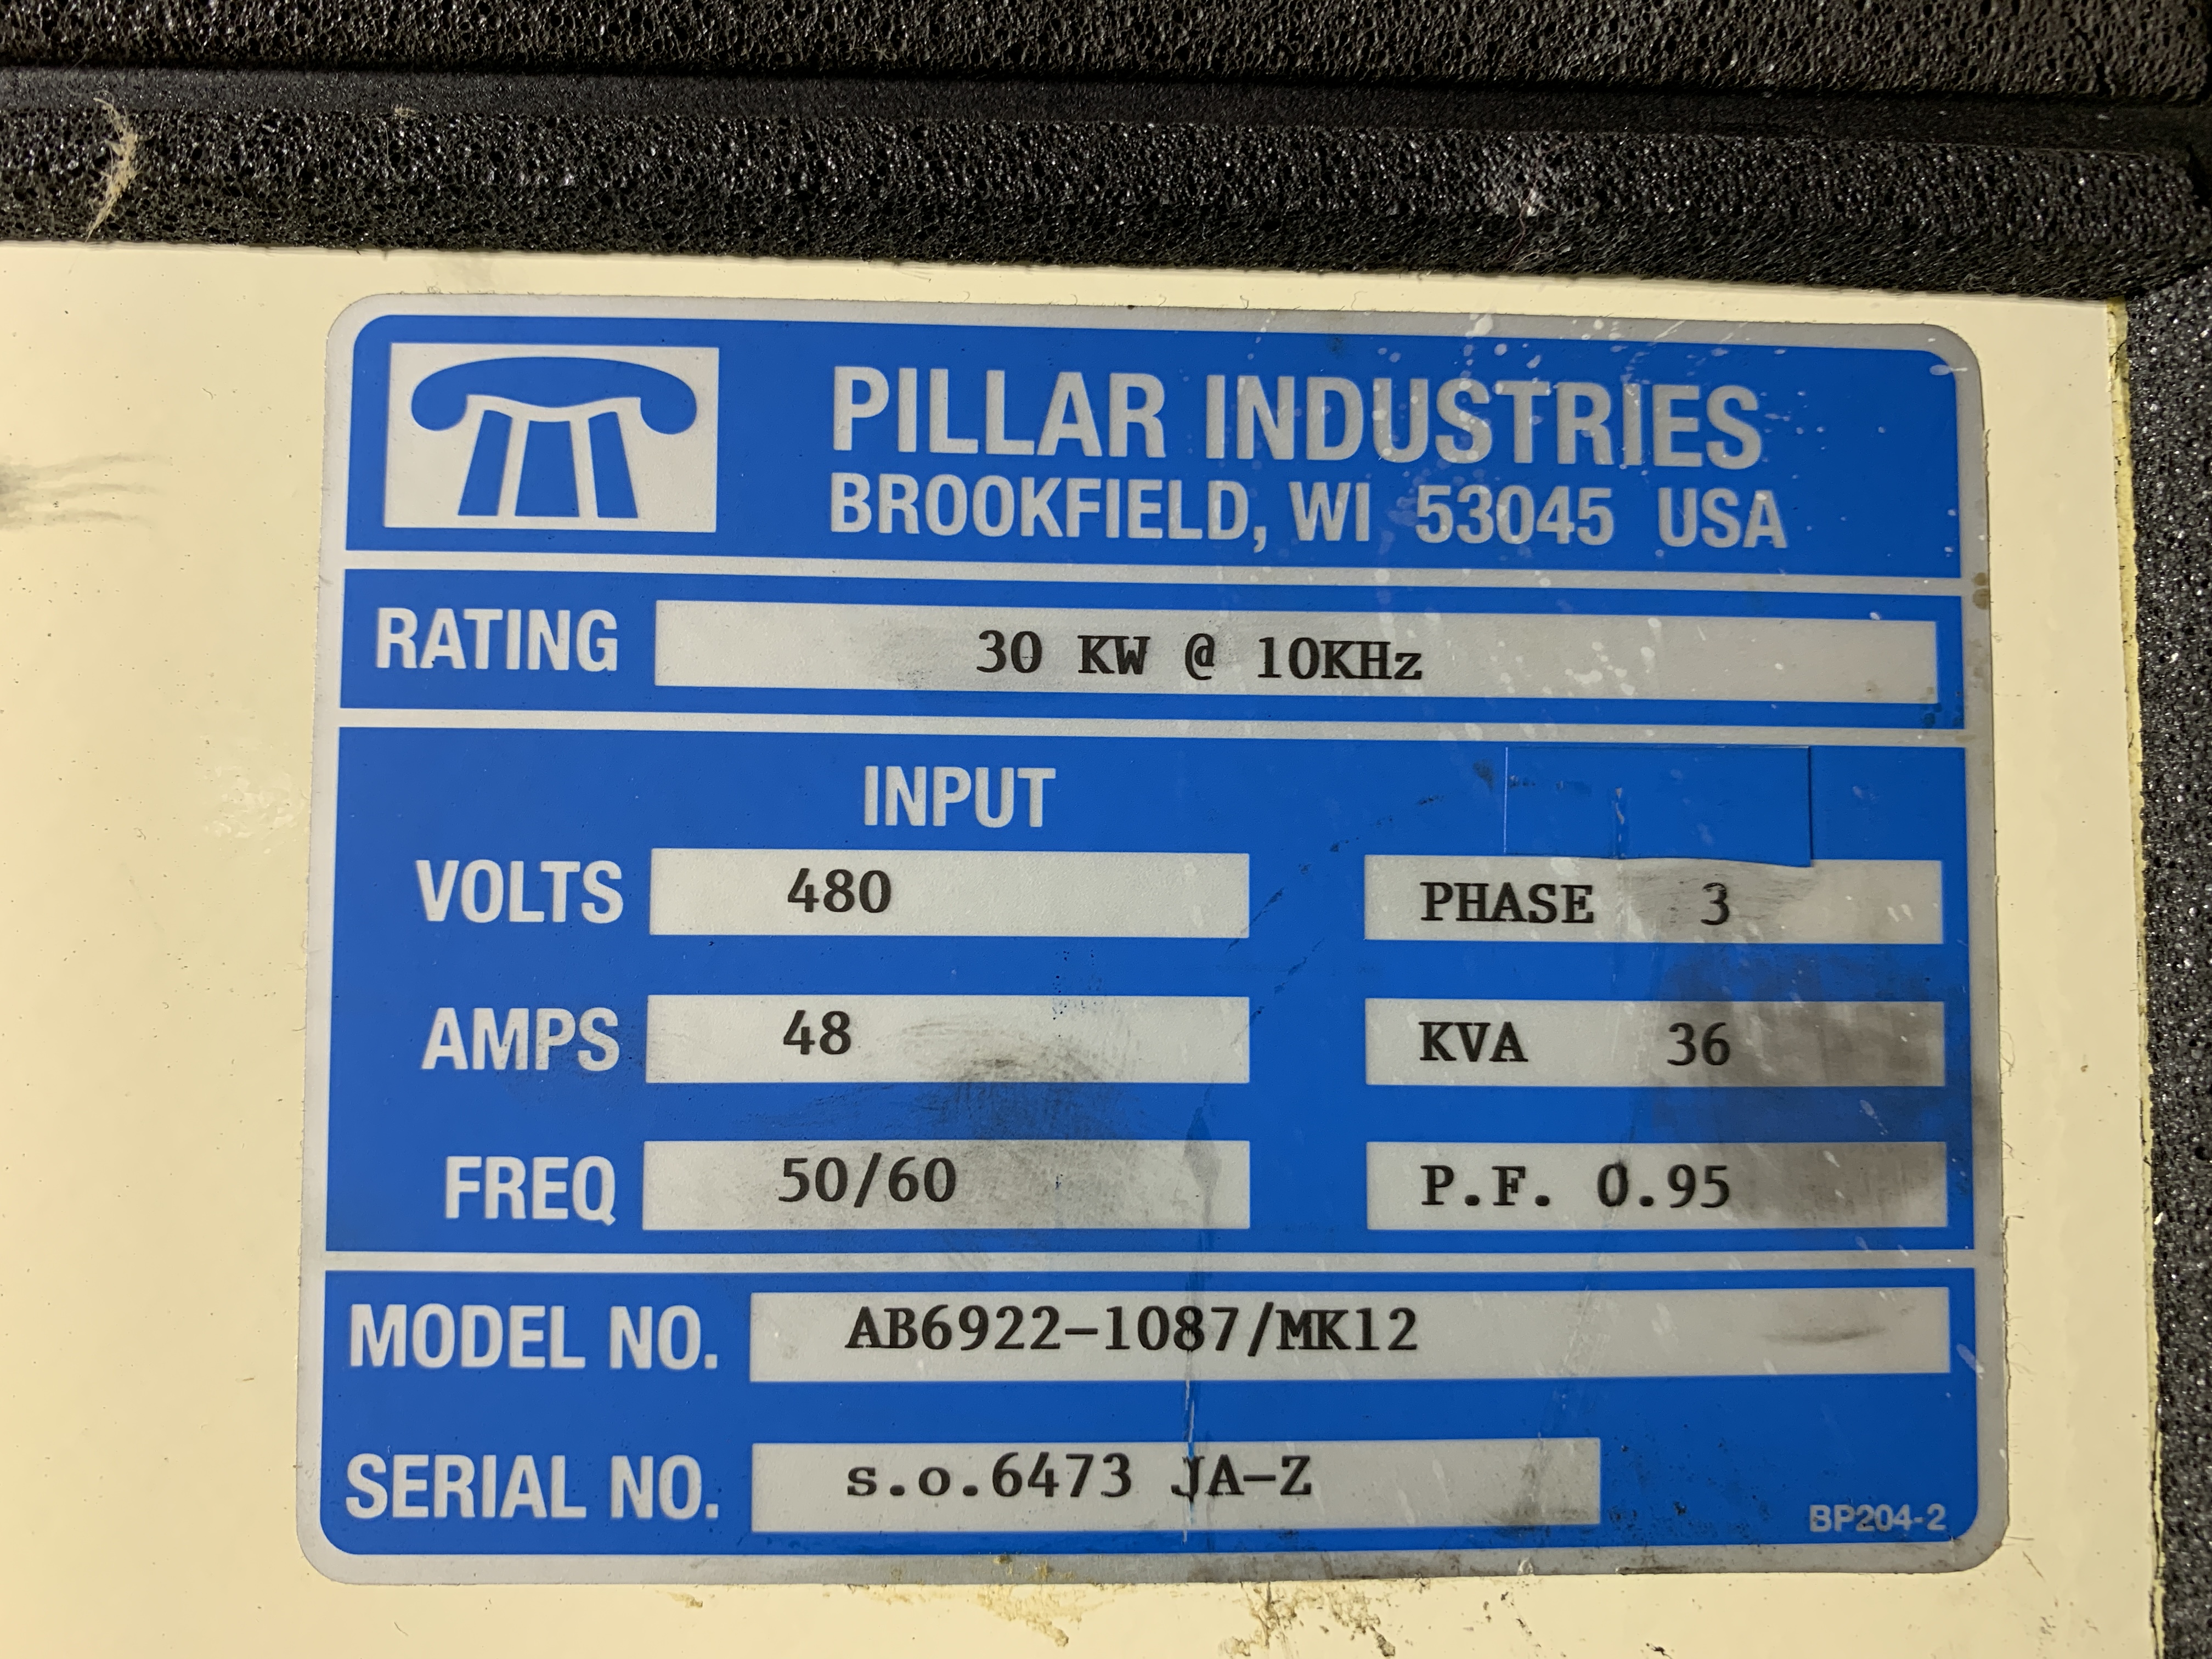 PILLAR INDUSTRIES
BROOKFIELD, WI 53045 USA
RATING 30 KW @ 10KHz
INPUT
VOLTS 480 PHASE 3
AMPS 48 KVA 36
FREQ 50/60 P.F. 0.95
MODEL NO. AB6922-1087/MK12
SERIAL NO. s.o.6473 JA-Z
BP204-2